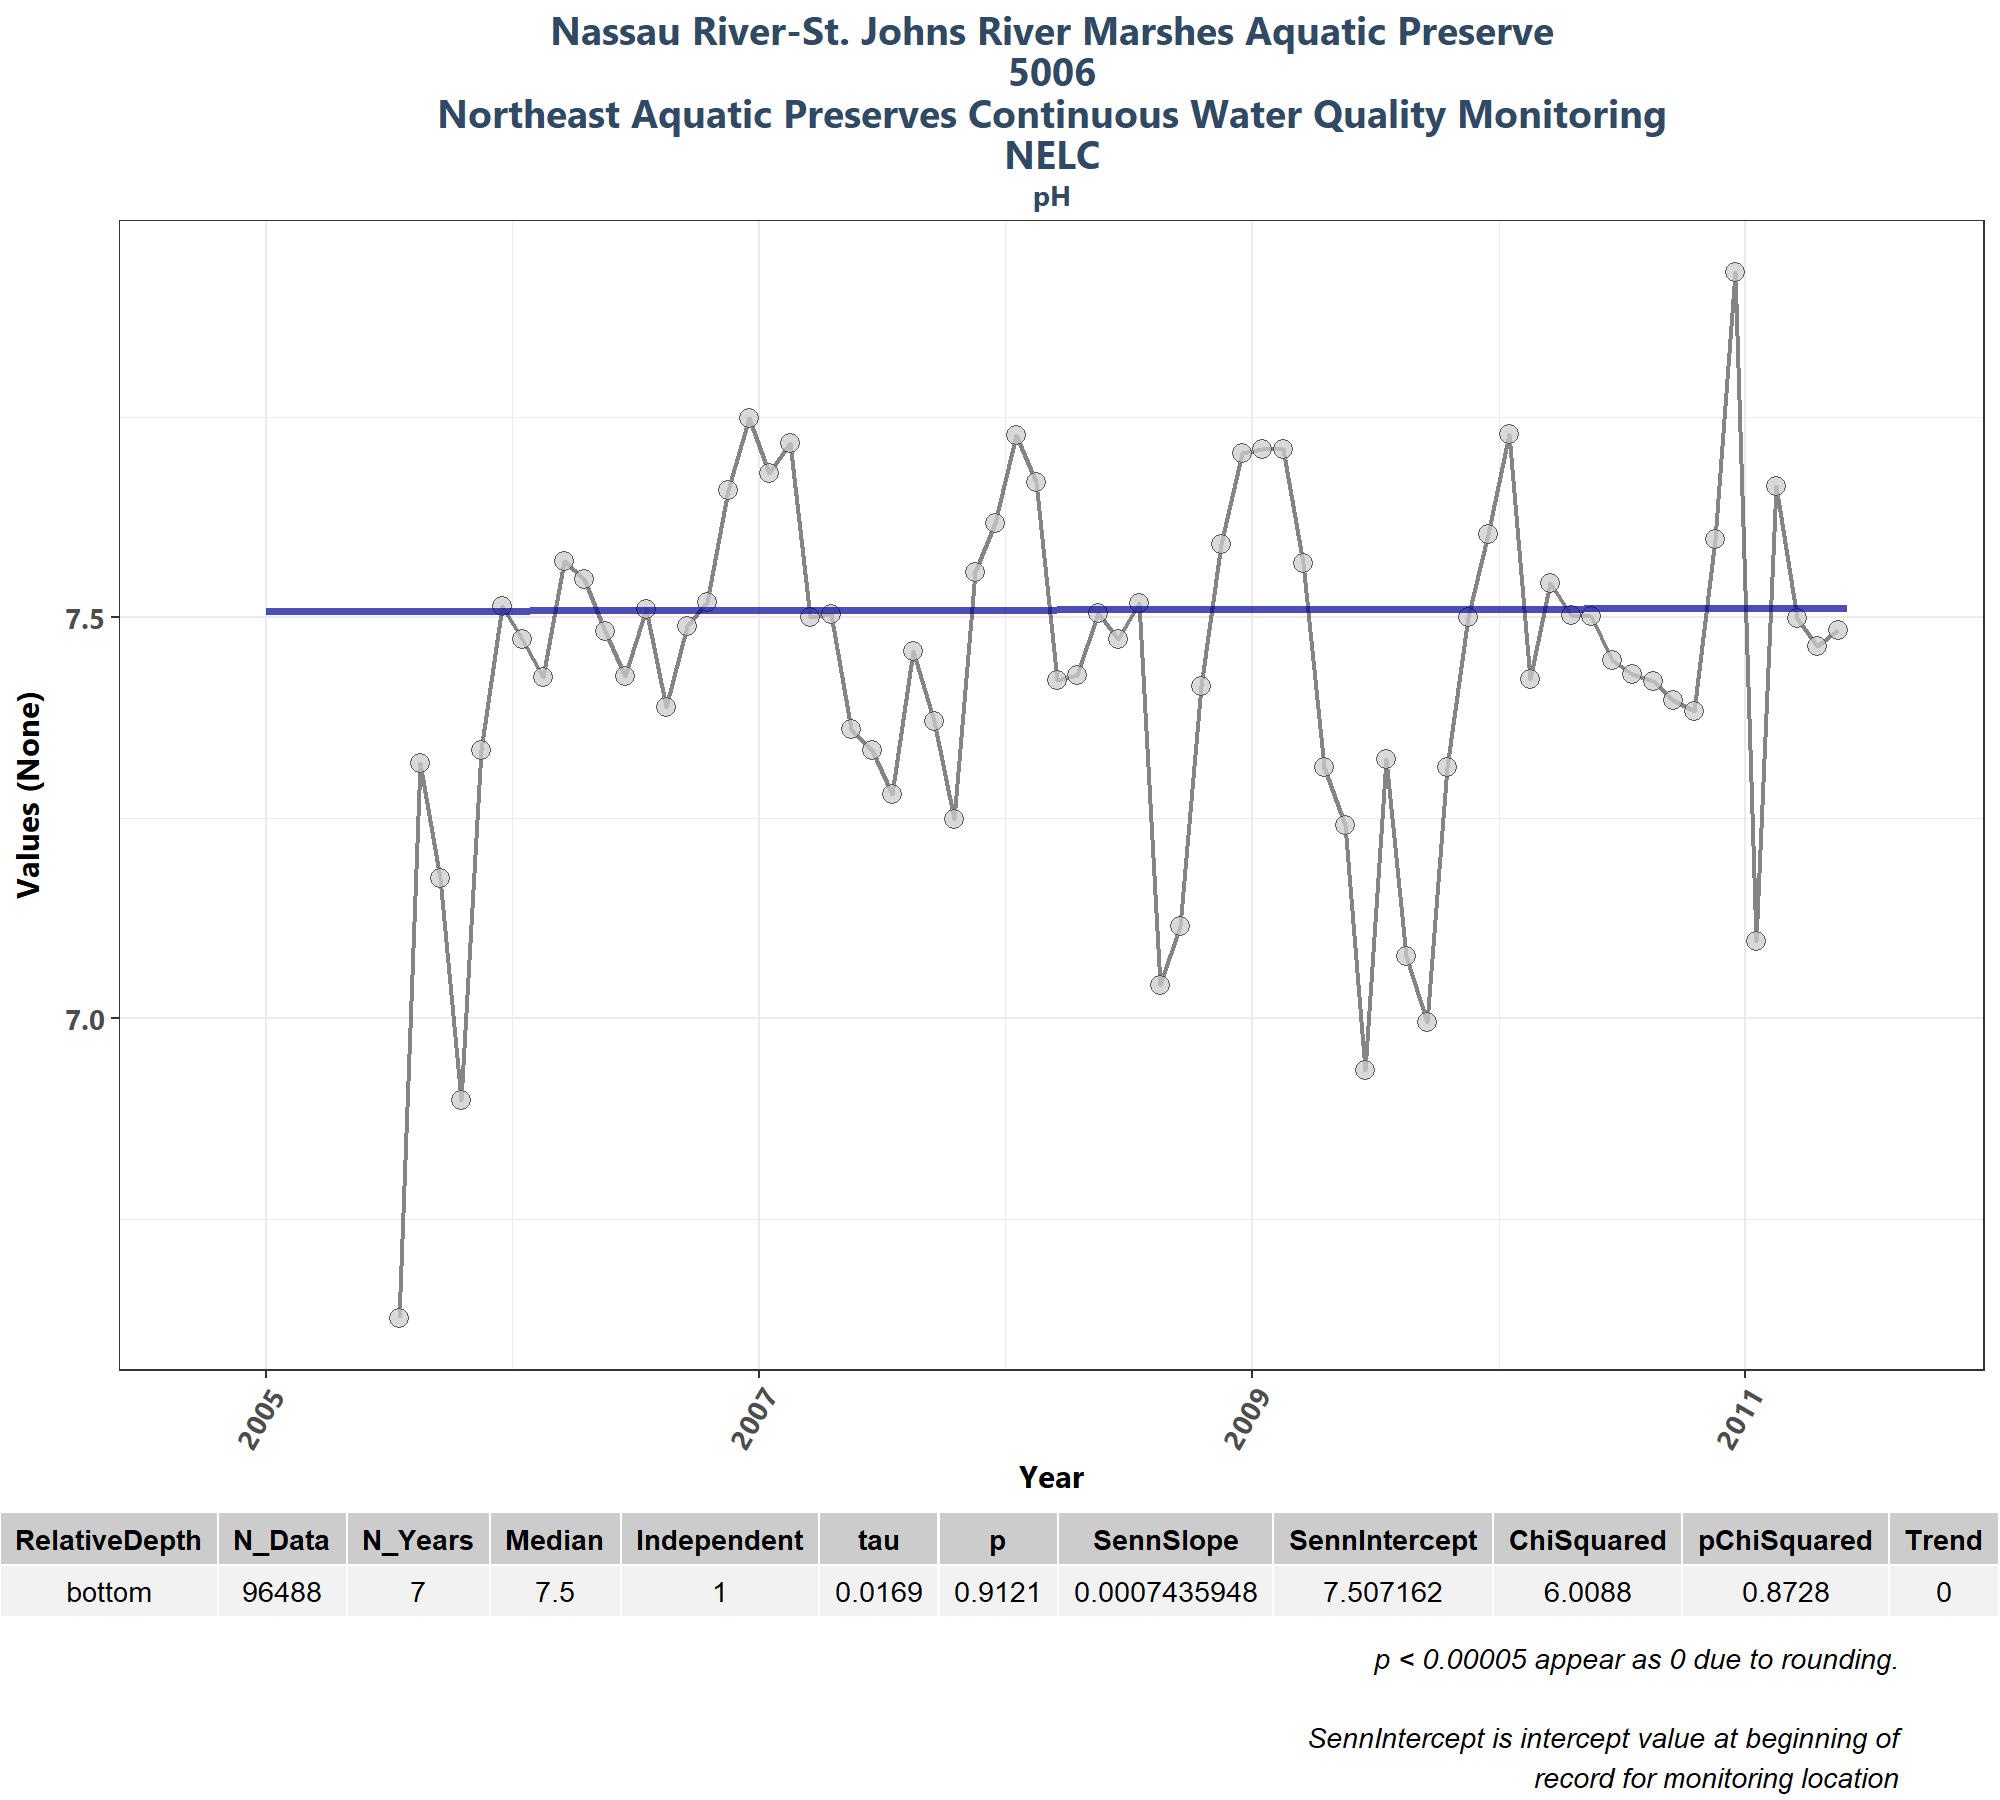 Nassau River-St. Johns River Marshes Aquatic Preserve
5006
Northeast Aquatic Preserves Continuous Water Quality Monitoring
NELC
pH
Values (None)
7.5
7.0
2005 2007 2009 2011
Year
RelativeDepth N_Data N_Years Median Independent tau p SennSlope SennIntercept ChiSquared pChiSquared Trend
bottom 96488 7 7.5 1 0.0169 0.9121 0.0007435948 7.507162 6.0088 0.8728 0
p < 0.00005 appear as 0 due to rounding.
SennIntercept is intercept value at beginning of
record for monitoring location